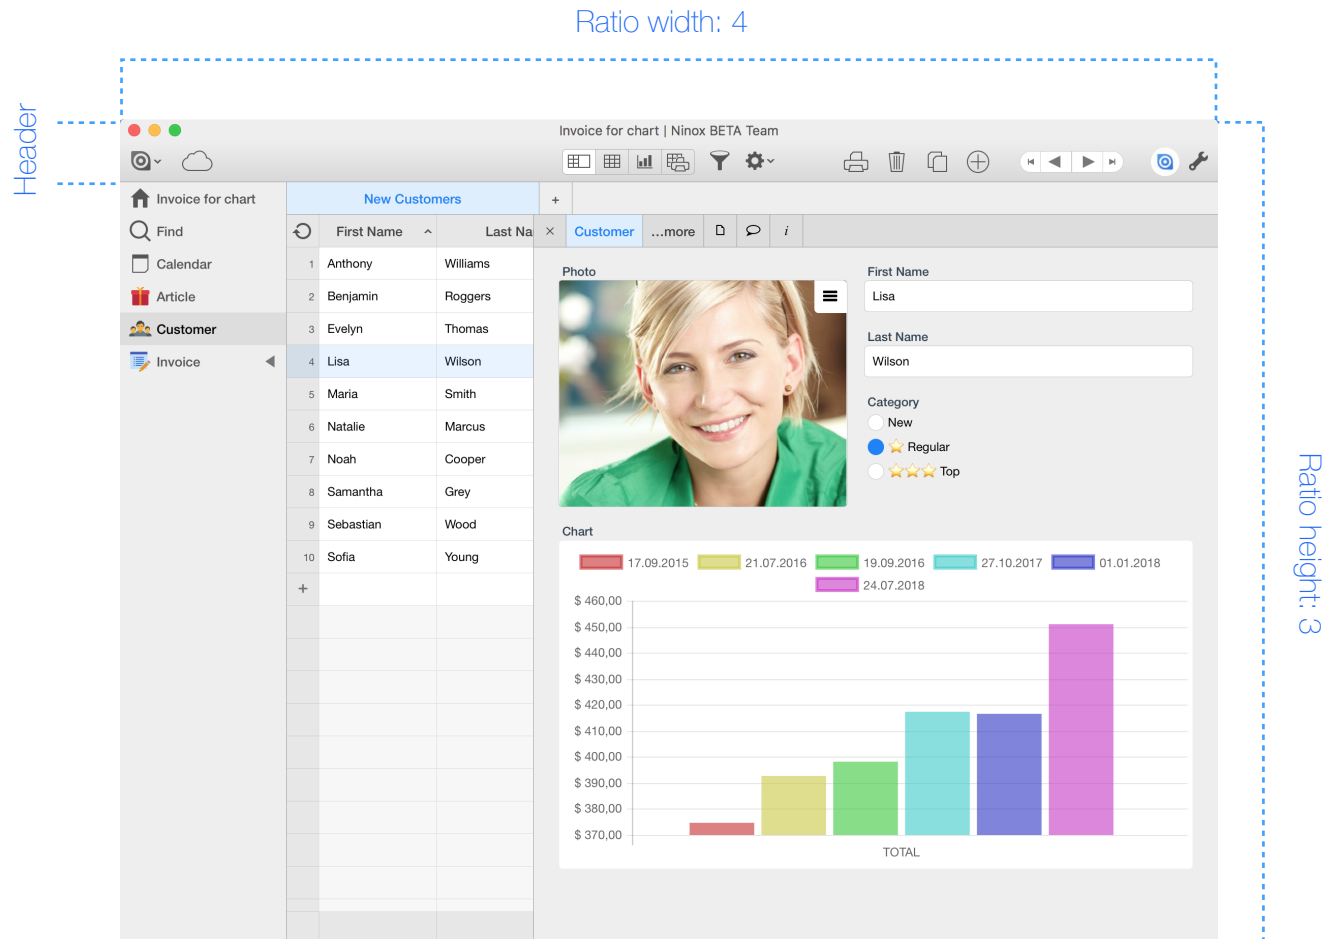 Ratio width: 4
Header
Invoice for chart | Ninox BETA Team
Invoice for chart
Find
Calendar
Article
Customer
Invoice
New Customers
+
First Name
Last Na
1 Anthony Williams
2 Benjamin Roggers
3 Evelyn Thomas
4 Lisa Wilson
5 Maria Smith
6 Natalie Marcus
7 Noah Cooper
8 Samantha Grey
9 Sebastian Wood
10 Sofia Young
+
Customer
...more
i
Photo
First Name
Lisa
Last Name
Wilson
Category
New
Regular
Top
Chart
17.09.2015 21.07.2016 19.09.2016 27.10.2017 01.01.2018
24.07.2018
$ 460,00
$ 450,00
$ 440,00
$ 430,00
$ 420,00
$ 410,00
$ 400,00
$ 390,00
$ 380,00
$ 370,00
TOTAL
Ratio height: 3